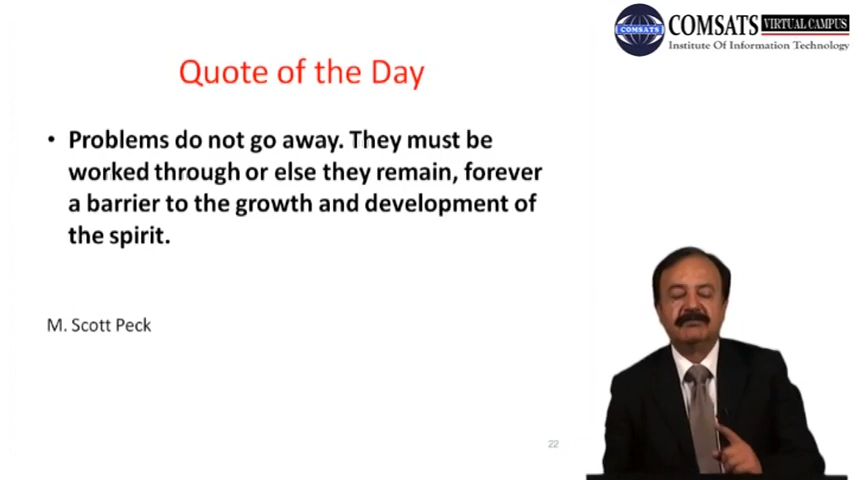 COMSATS VIRTUAL CAMPUS
Institute Of Information Technology
COMSATS
Quote of the Day
• Problems do not go away. They must be
worked through or else they remain, forever
a barrier to the growth and development of
the spirit.
M. Scott Peck
22